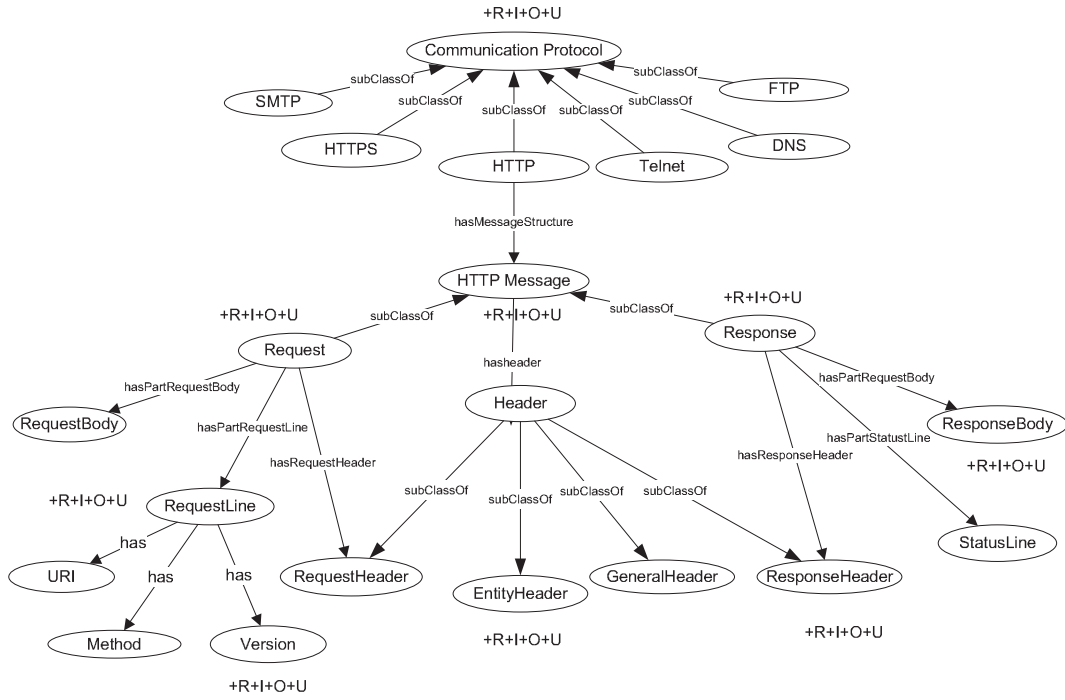 +R+I+O+U
Communication Protocol
subClassOf
subClassOf
SMTP
FTP
subClassOf
subClassOf
subClassOf
subClassOf
HTTPS
DNS
HTTP
Telnet
hasMessageStructure
HTTP Message
+R+I+O+U
+R+I+O+U
subClassOf
+R+I+O+U
subClassOf
Request
Response
hasheader
hasPartRequestBody
hasPartRequestBody
Header
RequestBody
ResponseBody
hasPartRequestLine
hasPartStatusLine
hasRequestHeader
hasResponseHeader
+R+I+O+U
subClassOf
subClassOf
subClassOf
subClassOf
+R+I+O+U
RequestLine
has
StatusLine
URI
has
has
RequestHeader
EntityHeader
GeneralHeader
ResponseHeader
Method
Version
+R+I+O+U
+R+I+O+U
+R+I+O+U